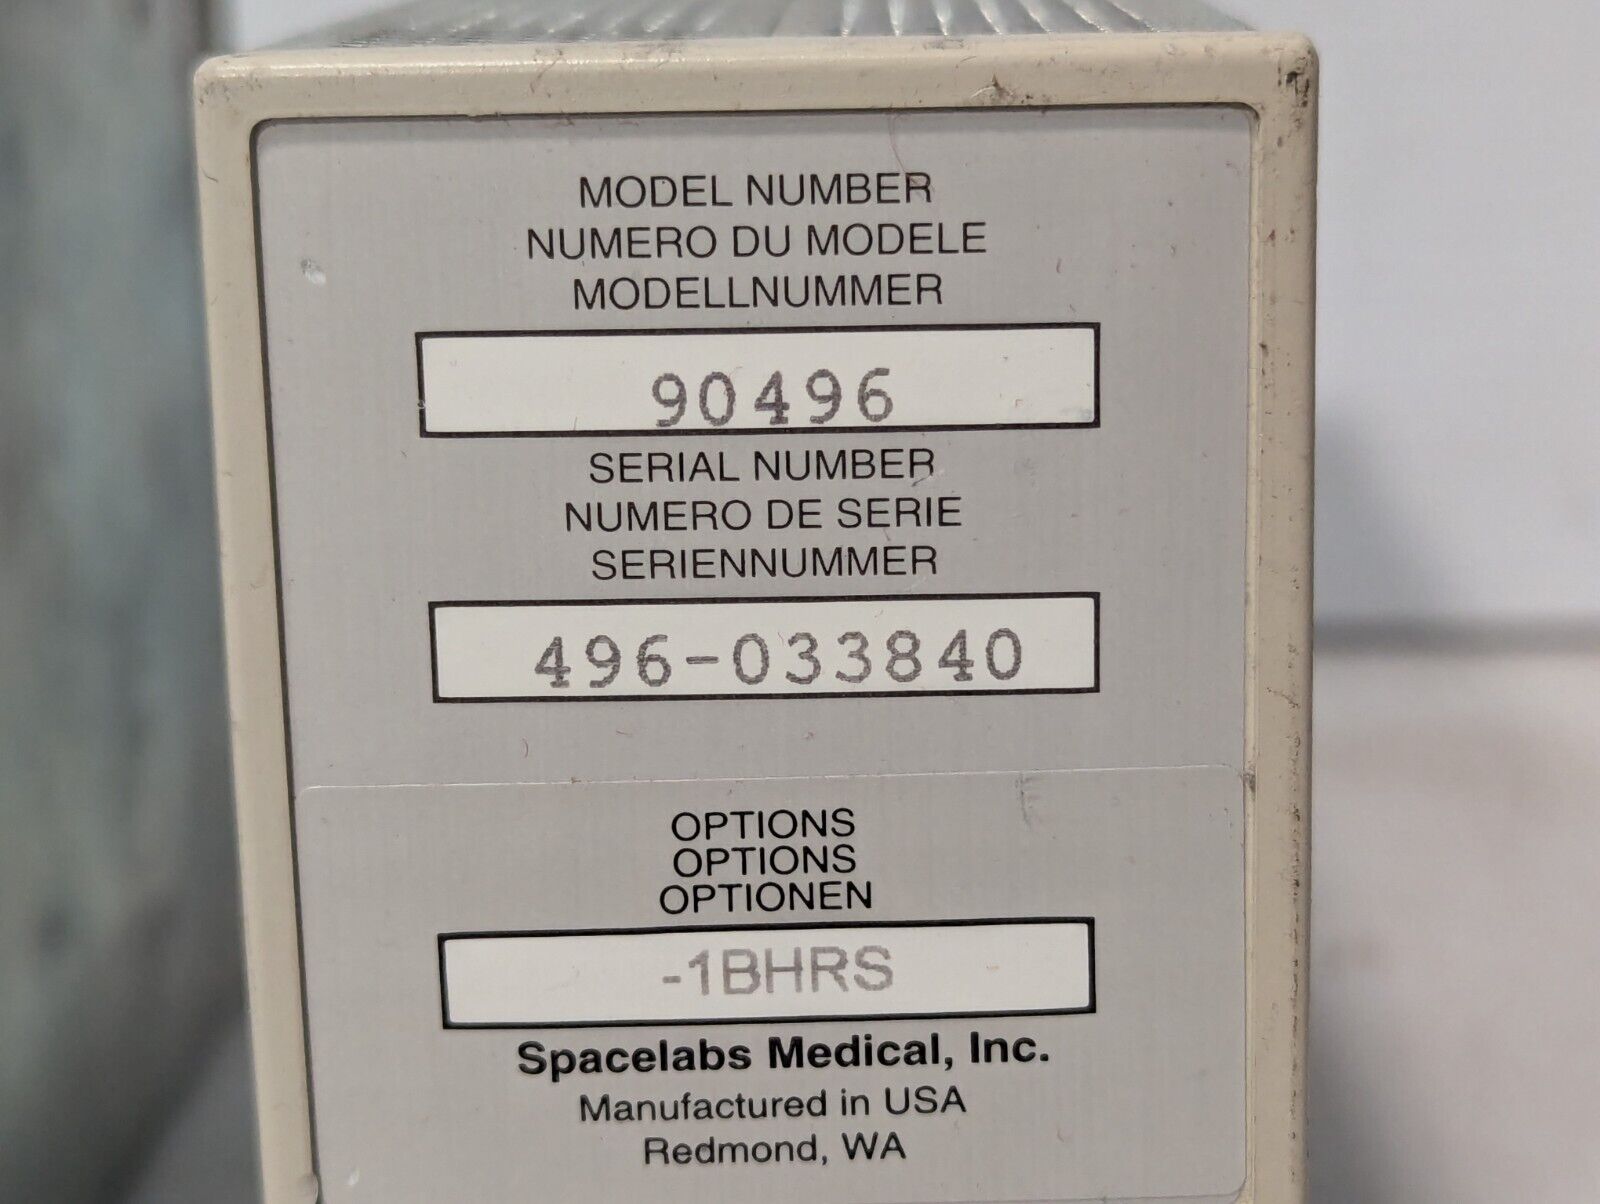 MODEL NUMBER
NUMERO DU MODELE
MODELLNUMMER
90496
SERIAL NUMBER
NUMERO DE SERIE
SERIENNUMMER
496-033840
OPTIONS
OPTIONS
OPTIONEN
-1BHRS
Spacelabs Medical, Inc.
Manufactured in USA
Redmond, WA